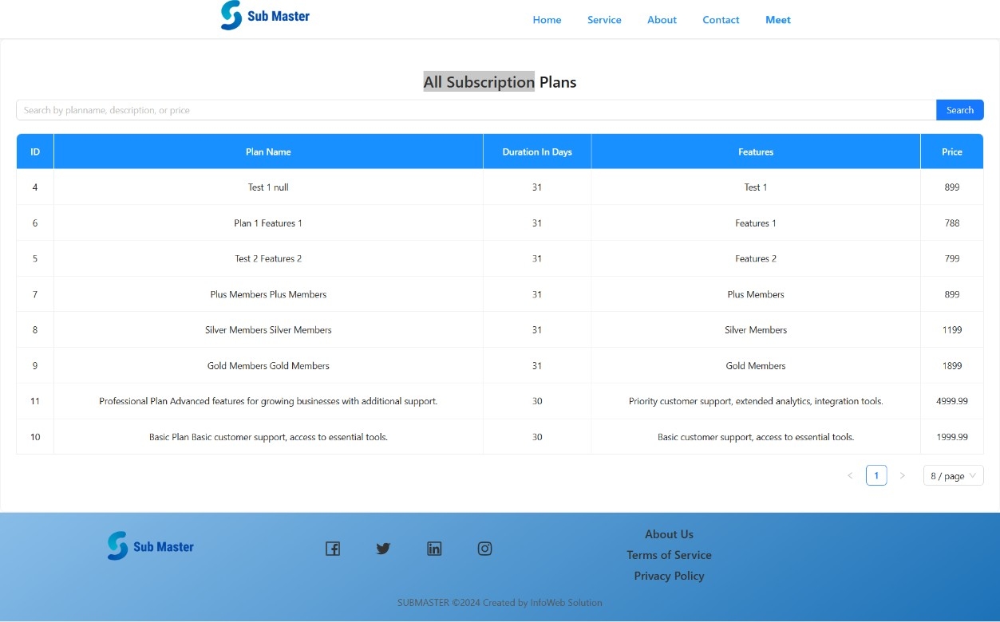 Sub Master
Home Service About Contact Meet
All Subscription Plans
Search by planname, description, or price Search
ID Plan Name Duration In Days Features Price
4 Test 1 null 31 Test 1 899
6 Plan 1 Features 1 31 Features 1 788
5 Test 2 Features 2 31 Features 2 799
7 Plus Members Plus Members 31 Plus Members 899
8 Silver Members Silver Members 31 Silver Members 1199
9 Gold Members Gold Members 31 Gold Members 1899
11 Professional Plan Advanced features for growing businesses with additional support. 30 Priority customer support, extended analytics, integration tools. 4999.99
10 Basic Plan Basic customer support, access to essential tools. 30 Basic customer support, access to essential tools. 1999.99
< 1 > 8 / page
Sub Master
About Us
Terms of Service
Privacy Policy
SUBMASTER ©2024 Created by InfoWeb Solution